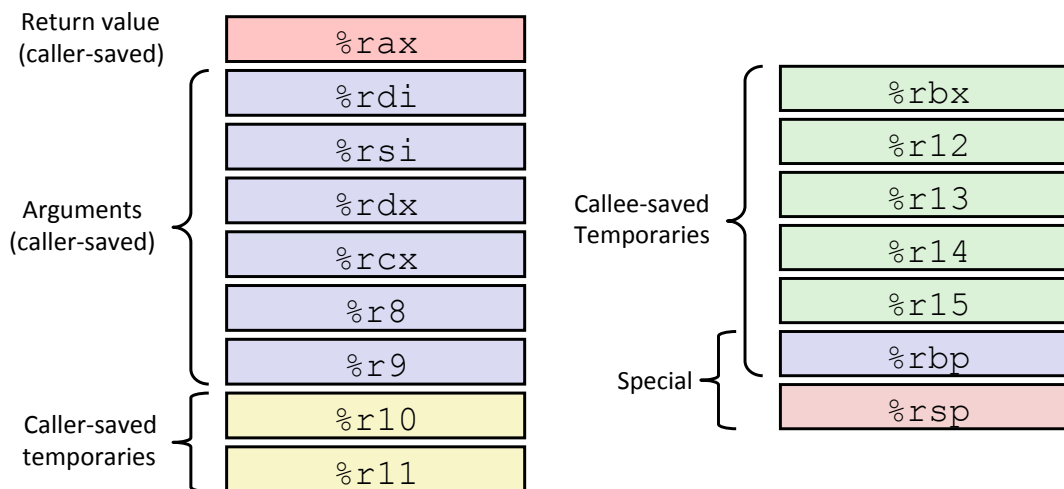 Return value
(caller-saved)
%rax
Arguments
(caller-saved)
%rdi
%rsi
%rdx
%rcx
%r8
%r9
Caller-saved
temporaries
%r10
%r11
Callee-saved
Temporaries
%rbx
%r12
%r13
%r14
%r15
Special
%rbp
%rsp